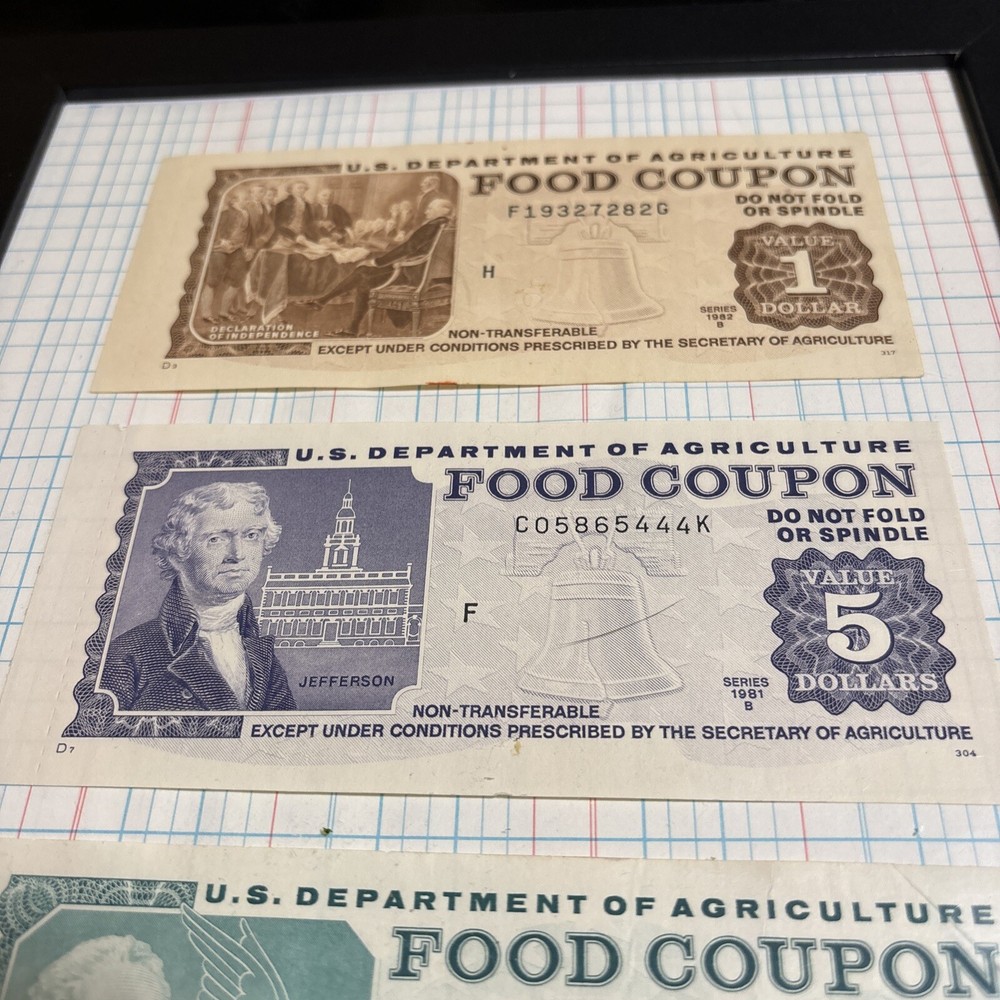 U.S. DEPARTMENT OF AGRICULTURE
FOOD COUPON
DO NOT FOLD
OR SPINDLE
F19327282G
H
VALUE
1
DOLLAR
SERIES
1982
B
DECLARATION
OF INDEPENDENCE
NON-TRANSFERABLE
EXCEPT UNDER CONDITIONS PRESCRIBED BY THE SECRETARY OF AGRICULTURE
D3
317
U.S. DEPARTMENT OF AGRICULTURE
FOOD COUPON
DO NOT FOLD
OR SPINDLE
C05865444K
F
VALUE
5
DOLLARS
JEFFERSON
SERIES
1981
B
NON-TRANSFERABLE
EXCEPT UNDER CONDITIONS PRESCRIBED BY THE SECRETARY OF AGRICULTURE
D7
304
U.S. DEPARTMENT OF AGRICULTURE
FOOD COUPON